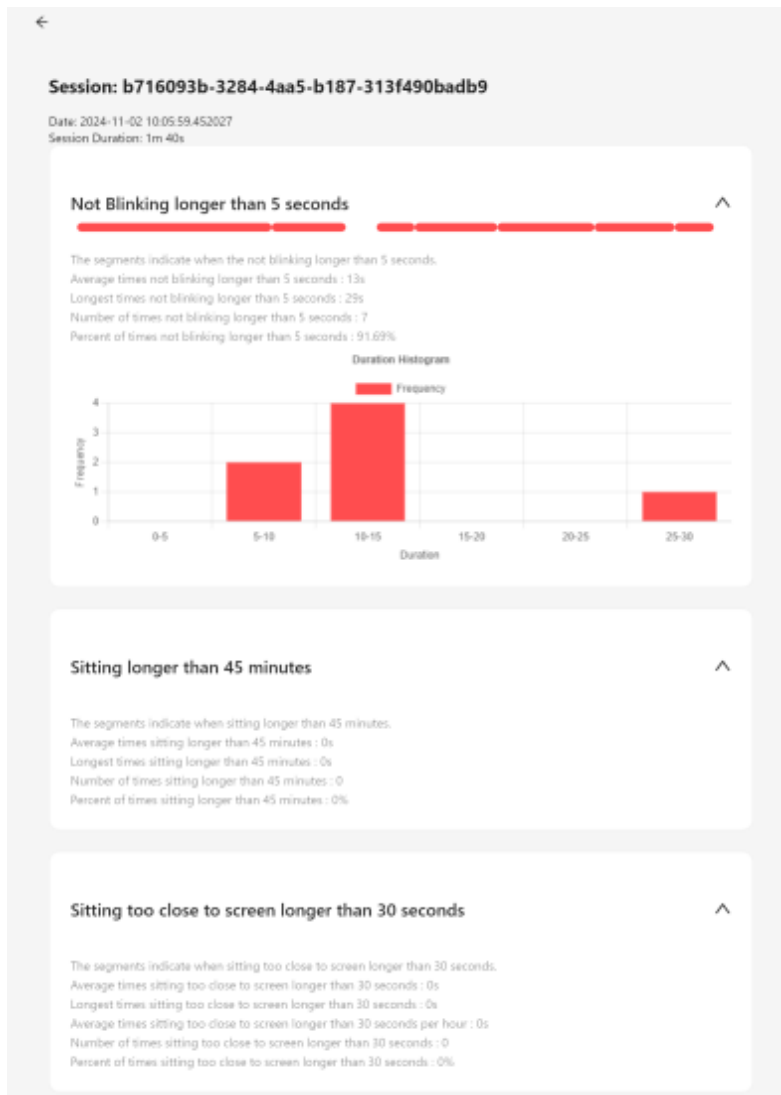 Session: b716093b-3284-4aa5-b187-313f490badb9
Date: 2024-11-02 10:05:59.452027
Session Duration: 1m 40s
Not Blinking longer than 5 seconds
The segments indicate when the not blinking longer than 5 seconds.
Average times not blinking longer than 5 seconds : 13s
Longest times not blinking longer than 5 seconds : 29s
Number of times not blinking longer than 5 seconds : 7
Percent of times not blinking longer than 5 seconds : 91.69%
Duration Histogram
Frequency
4
3
2
1
0
Frequency
0-5 5-10 10-15 15-20 20-25 25-30
Duration
Sitting longer than 45 minutes
The segments indicate when sitting longer than 45 minutes.
Average times sitting longer than 45 minutes : 0s
Longest times sitting longer than 45 minutes : 0s
Number of times sitting longer than 45 minutes : 0
Percent of times sitting longer than 45 minutes : 0%
Sitting too close to screen longer than 30 seconds
The segments indicate when sitting too close to screen longer than 30 seconds.
Average times sitting too close to screen longer than 30 seconds : 0s
Longest times sitting too close to screen longer than 30 seconds : 0s
Average times sitting too close to screen longer than 30 seconds per hour : 0s
Number of times sitting too close to screen longer than 30 seconds : 0
Percent of times sitting too close to screen longer than 30 seconds : 0%